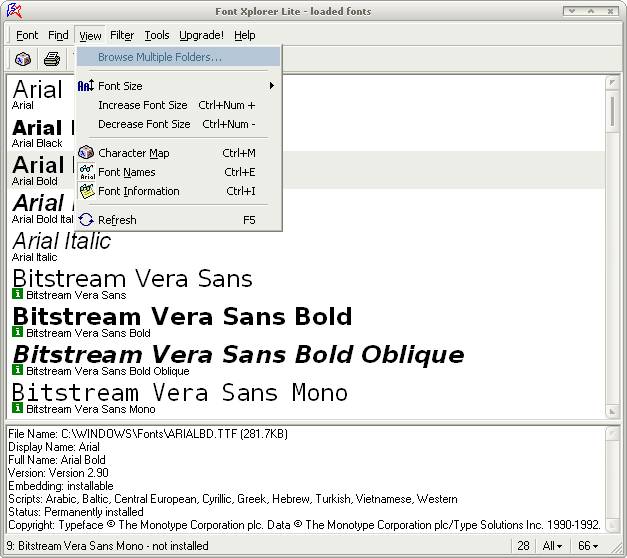 Font Xplorer Lite - loaded fonts
Font Find View Filter Tools Upgrade! Help
Browse Multiple Folders...
Font Size
Increase Font Size Ctrl+Num +
Decrease Font Size Ctrl+Num -
Character Map Ctrl+M
Font Names Ctrl+E
Font Information Ctrl+I
Refresh F5
Arial
Arial
Arial
Arial Black
Arial
Arial Bold
Arial
Arial Bold Ital
Arial Italic
Arial Italic
Bitstream Vera Sans
Bitstream Vera Sans
Bitstream Vera Sans Bold
Bitstream Vera Sans Bold
Bitstream Vera Sans Bold Oblique
Bitstream Vera Sans Bold Oblique
Bitstream Vera Sans Mono
Bitstream Vera Sans Mono
File Name: C:\WINDOWS\Fonts\ARIALBD.TTF (281.7KB)
Display Name: Arial
Full Name: Arial Bold
Version: Version 2.90
Embedding: installable
Scripts: Arabic, Baltic, Central European, Cyrillic, Greek, Hebrew, Turkish, Vietnamese, Western
Status: Permanently installed
Copyright: Typeface © The Monotype Corporation plc. Data © The Monotype Corporation plc/Type Solutions Inc. 1990-1992.
9: Bitstream Vera Sans Mono - not installed 28 All 66